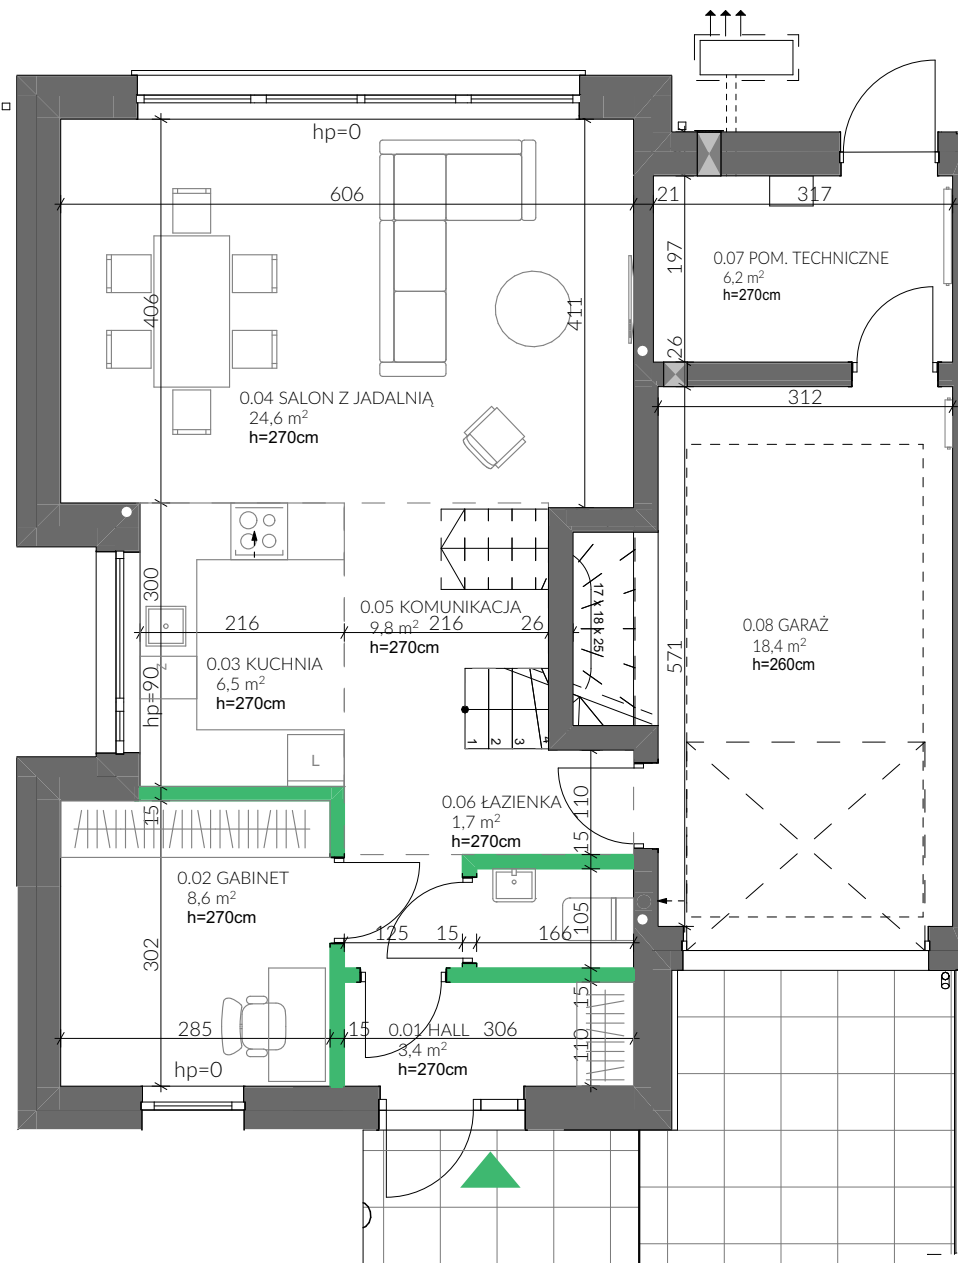 hp=0
606
21
317
197
0.07 POM. TECHNICZNE
6,2 m²
h=270cm
406
411
26
312
0.04 SALON Z JADALNIĄ
24,6 m²
h=270cm
300
216
0.05 KOMUNIKACJA
9,8 m²
216
26
h=270cm
17 x 18 x 25
571
0.08 GARAŻ
18,4 m²
h=260cm
0.03 KUCHNIA
6,5 m²
h=270cm
hp=90
Z
L
1
2
3
4
15
0.06 ŁAZIENKA
1,7 m²
h=270cm
110
15
0.02 GABINET
8,6 m²
h=270cm
302
125
15
166
105
285
15
0.01 HALL
3,4 m²
h=270cm
306
15
110
hp=0